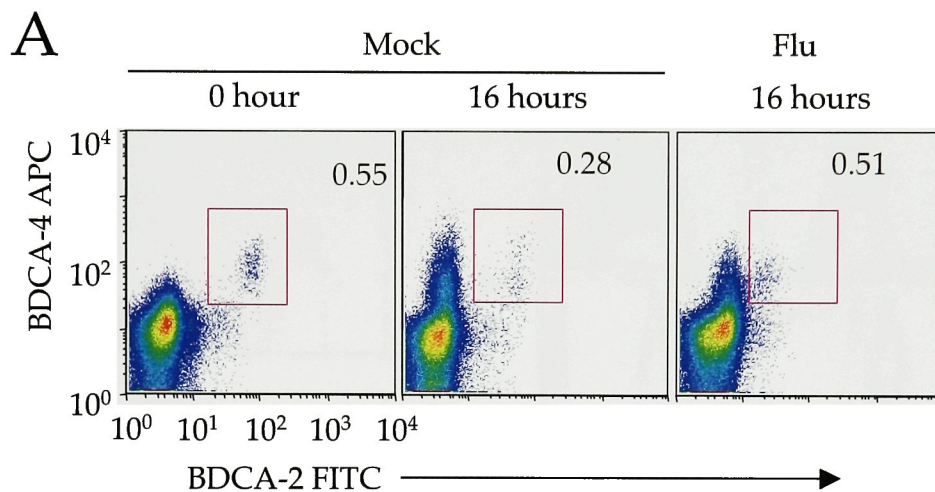 A
Mock
Flu
0 hour
16 hours
16 hours
BDCA-4 APC
10⁴
10²
10⁰
0.55
0.28
0.51
10⁰ 10¹ 10² 10³ 10⁴
BDCA-2 FITC